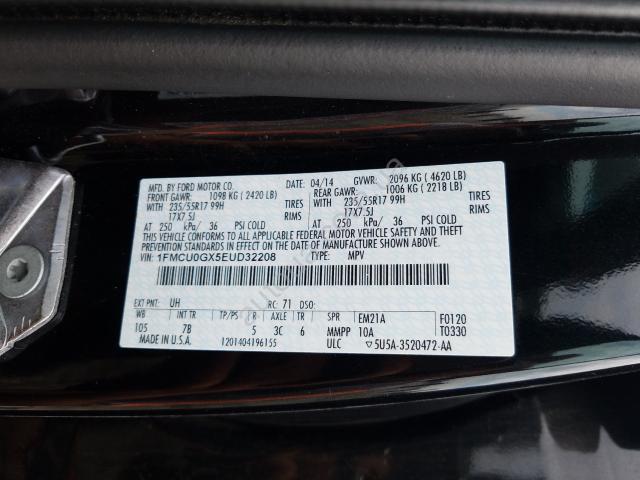 MFD. BY FORD MOTOR CO. DATE: 04/14 GVWR: 2096 KG ( 4620 LB)
FRONT GAWR: 1098 KG ( 2420 LB) REAR GAWR: 1006 KG ( 2218 LB)
WITH 235/55R17 99H TIRES WITH 235/55R17 99H TIRES
17X7.5J RIMS 17X7.5J RIMS
AT 250 kPa/ 36 PSI COLD AT 250 kPa/ 36 PSI COLD
THIS VEHICLE CONFORMS TO ALL APPLICABLE FEDERAL MOTOR VEHICLE SAFETY AND THEFT
PREVENTION STANDARDS IN EFFECT ON THE DATE OF MANUFACTURE SHOWN ABOVE.
VIN: 1FMCU0GX5EUD32208 TYPE: MPV
EXT PNT: UH RC: 71 DSO:
WB INT TR TP/PS R AXLE TR SPR EM21A F0120
105 7B 5 3C 6 MMPP 10A T0330
MADE IN U.S.A. 1201404196155 ULC 5U5A-3520472-AA